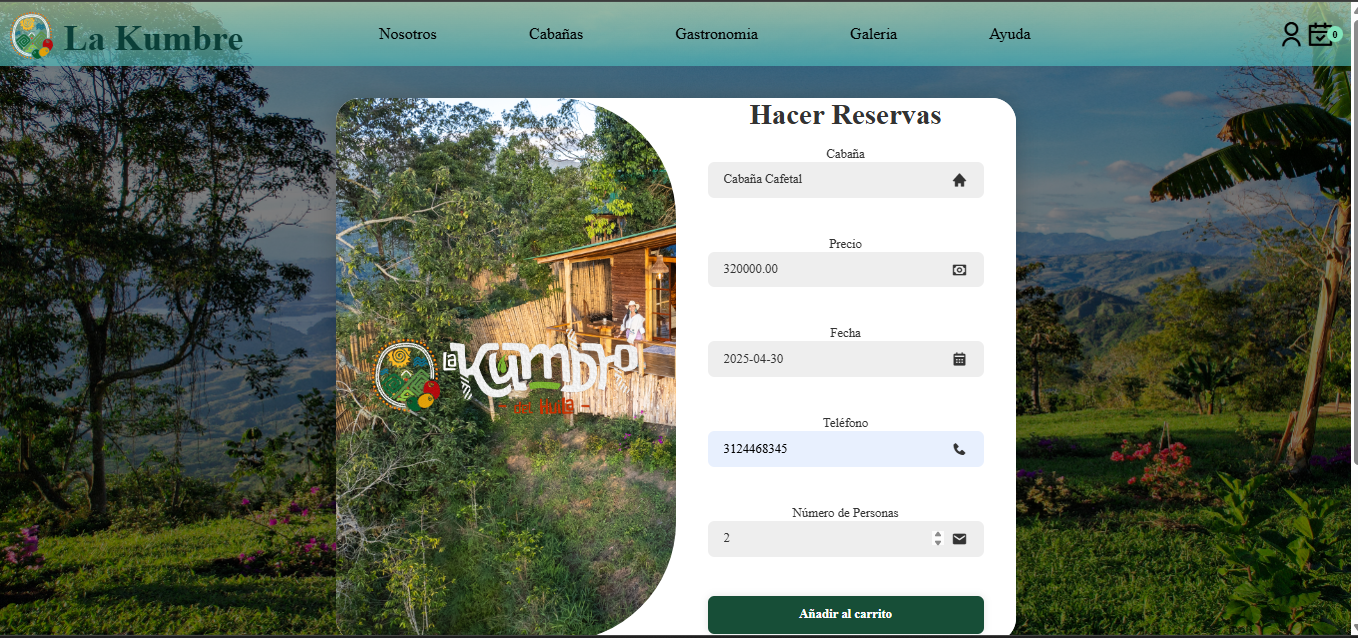 La Kumbre
Nosotros
Cabañas
Gastronomia
Galeria
Ayuda
0
Hacer Reservas
Cabaña
Cabaña Cafetal
Precio
320000.00
Fecha
2025-04-30
Teléfono
3124468345
Número de Personas
2
Añadir al carrito
la Kumbre
- del Huila -